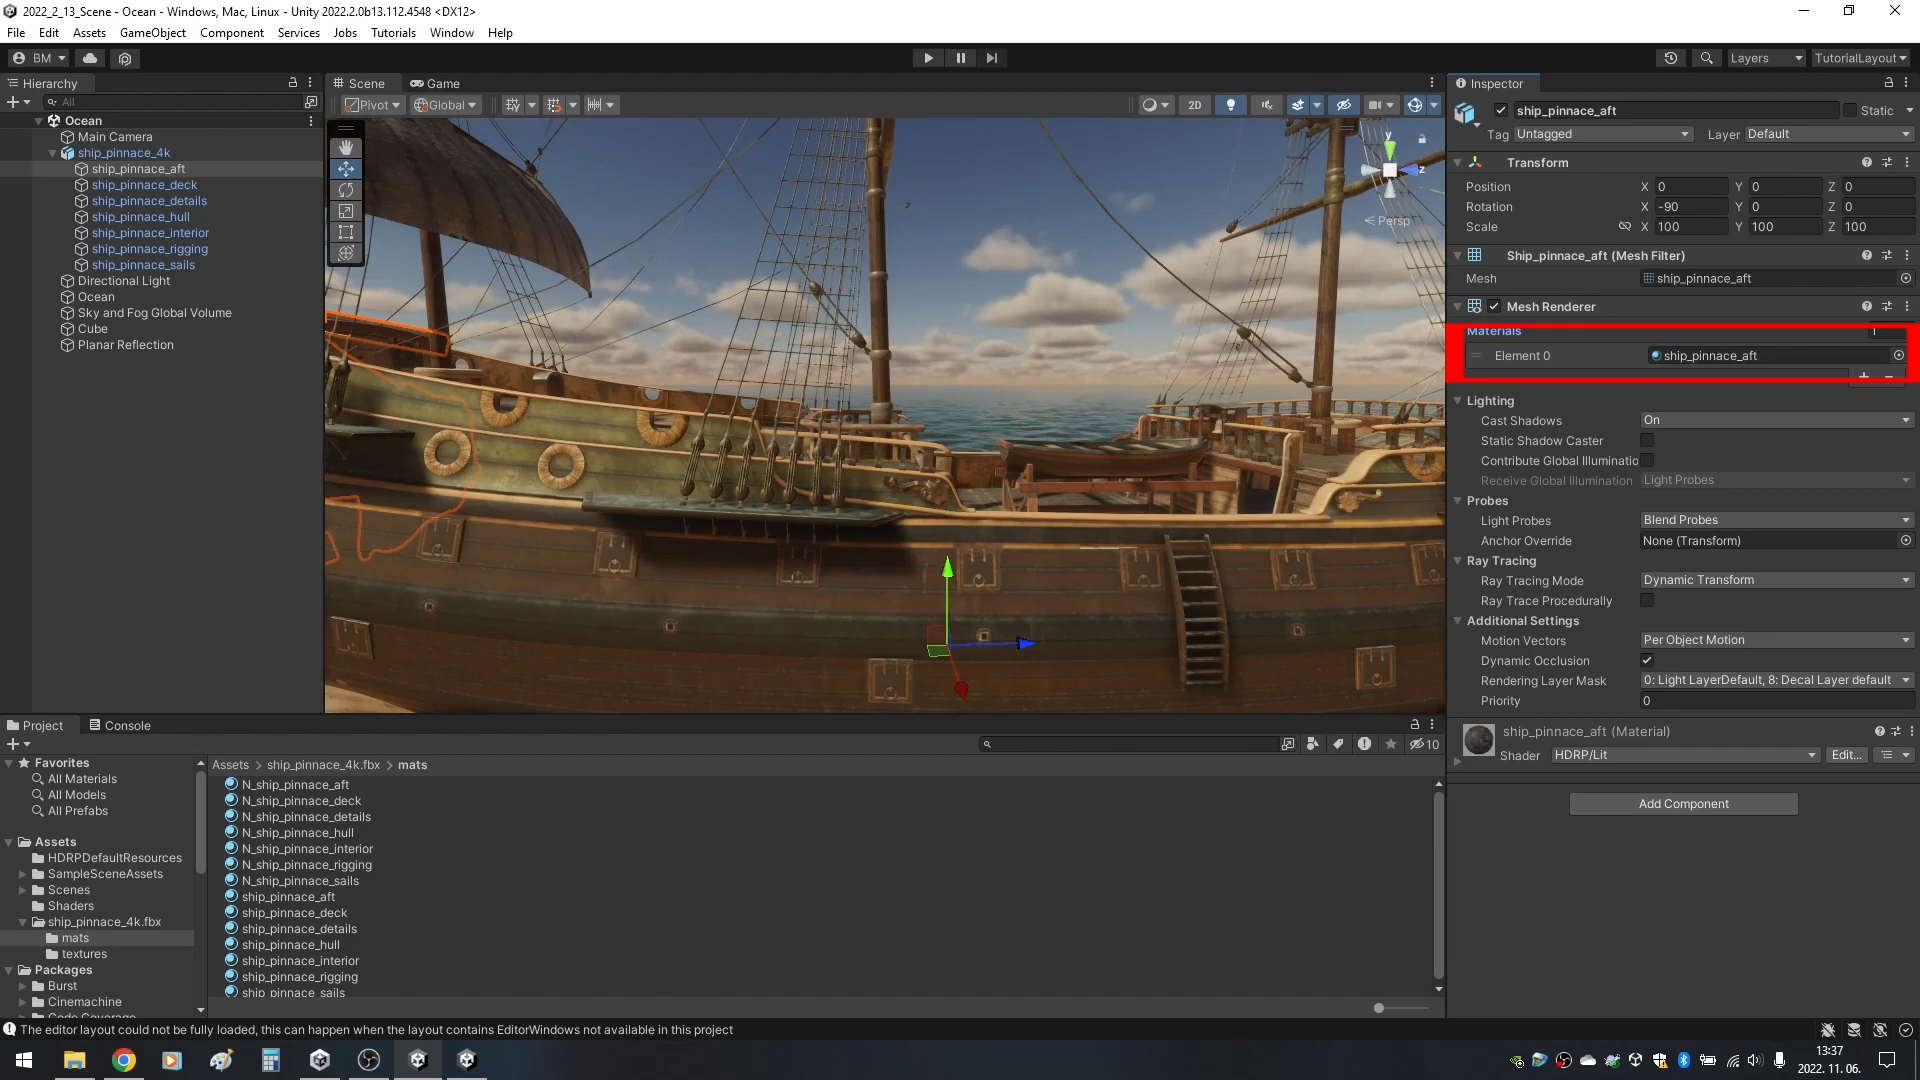 2022_2_13_Scene - Ocean - Windows, Mac, Linux - Unity 2022.2.0b13.112.4548 <DX12>
File Edit Assets GameObject Component Services Jobs Tutorials Window Help
BM
Layers
TutorialLayout
Hierarchy
All
Ocean
Main Camera
ship_pinnace_4k
ship_pinnace_aft
ship_pinnace_deck
ship_pinnace_details
ship_pinnace_hull
ship_pinnace_interior
ship_pinnace_rigging
ship_pinnace_sails
Directional Light
Ocean
Sky and Fog Global Volume
Cube
Planar Reflection
Scene Game
Pivot Global
2D
y
z
Persp
Inspector
ship_pinnace_aft Static
Tag Untagged Layer Default
Transform
Position X 0 Y 0 Z 0
Rotation X -90 Y 0 Z 0
Scale X 100 Y 100 Z 100
Ship_pinnace_aft (Mesh Filter)
Mesh ship_pinnace_aft
Mesh Renderer
Materials 1
Element 0 ship_pinnace_aft
Lighting
Cast Shadows On
Static Shadow Caster
Contribute Global Illuminatio
Receive Global Illumination Light Probes
Probes
Light Probes Blend Probes
Anchor Override None (Transform)
Ray Tracing
Ray Tracing Mode Dynamic Transform
Ray Trace Procedurally
Additional Settings
Motion Vectors Per Object Motion
Dynamic Occlusion
Rendering Layer Mask 0: Light LayerDefault, 8: Decal Layer default
Priority 0
ship_pinnace_aft (Material)
Shader HDRP/Lit Edit...
Add Component
Project Console
10
Favorites
All Materials
All Models
All Prefabs
Assets
HDRPDefaultResources
SampleSceneAssets
Scenes
Shaders
ship_pinnace_4k.fbx
mats
textures
Packages
Burst
Cinemachine
Code Coverage
Assets > ship_pinnace_4k.fbx > mats
N_ship_pinnace_aft
N_ship_pinnace_deck
N_ship_pinnace_details
N_ship_pinnace_hull
N_ship_pinnace_interior
N_ship_pinnace_rigging
N_ship_pinnace_sails
ship_pinnace_aft
ship_pinnace_deck
ship_pinnace_details
ship_pinnace_hull
ship_pinnace_interior
ship_pinnace_rigging
ship_pinnace_sails
The editor layout could not be fully loaded, this can happen when the layout contains EditorWindows not available in this project
13:37
2022. 11. 06.